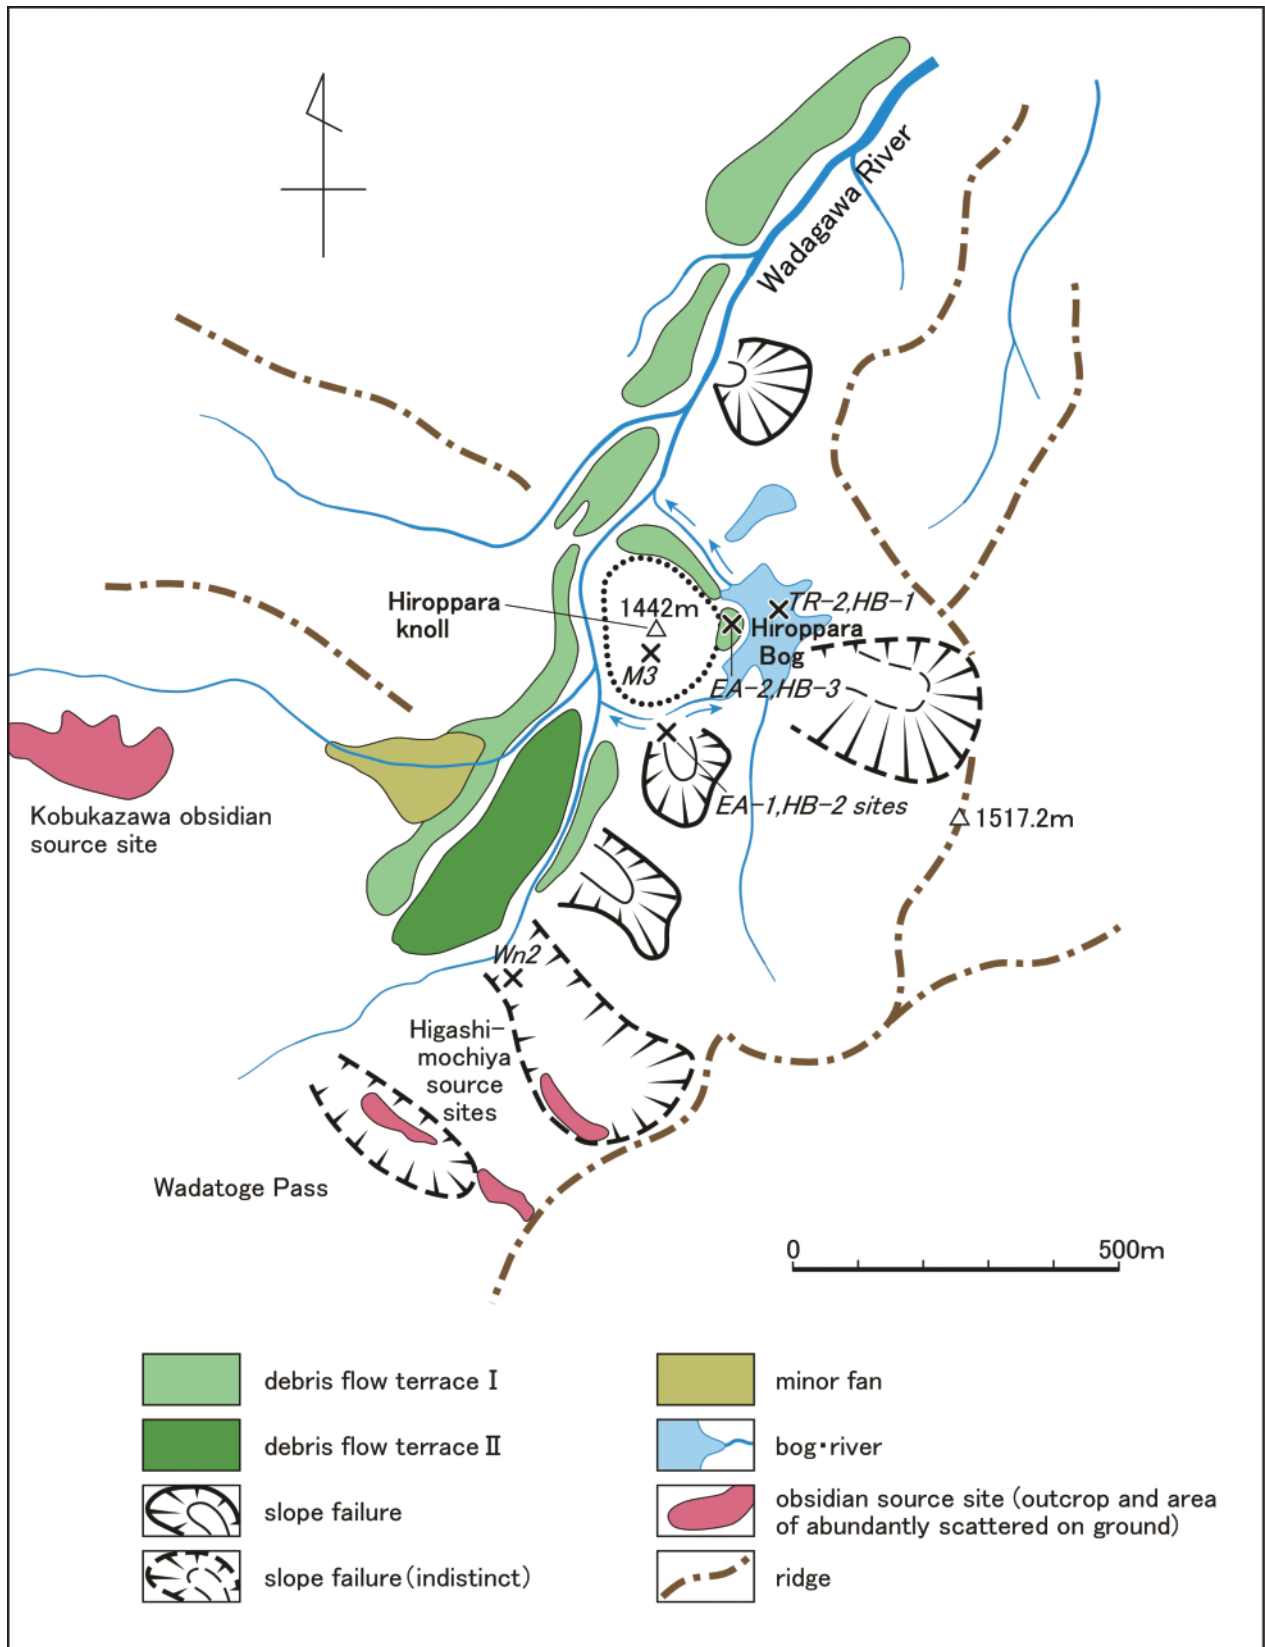 Wadagawa River
Hiroppara
knoll
1442m
M3
TR-2,HB-1
Hiroppara
Bog
EA-2,HB-3
EA-1,HB-2 sites
1517.2m
Kobukazawa obsidian
source site
Wn2
Higashi-
mochiya
source
sites
Wadatoge Pass
0
500m
debris flow terrace Ⅰ
debris flow terrace Ⅱ
slope failure
slope failure(indistinct)
minor fan
bog・river
obsidian source site (outcrop and area
of abundantly scattered on ground)
ridge